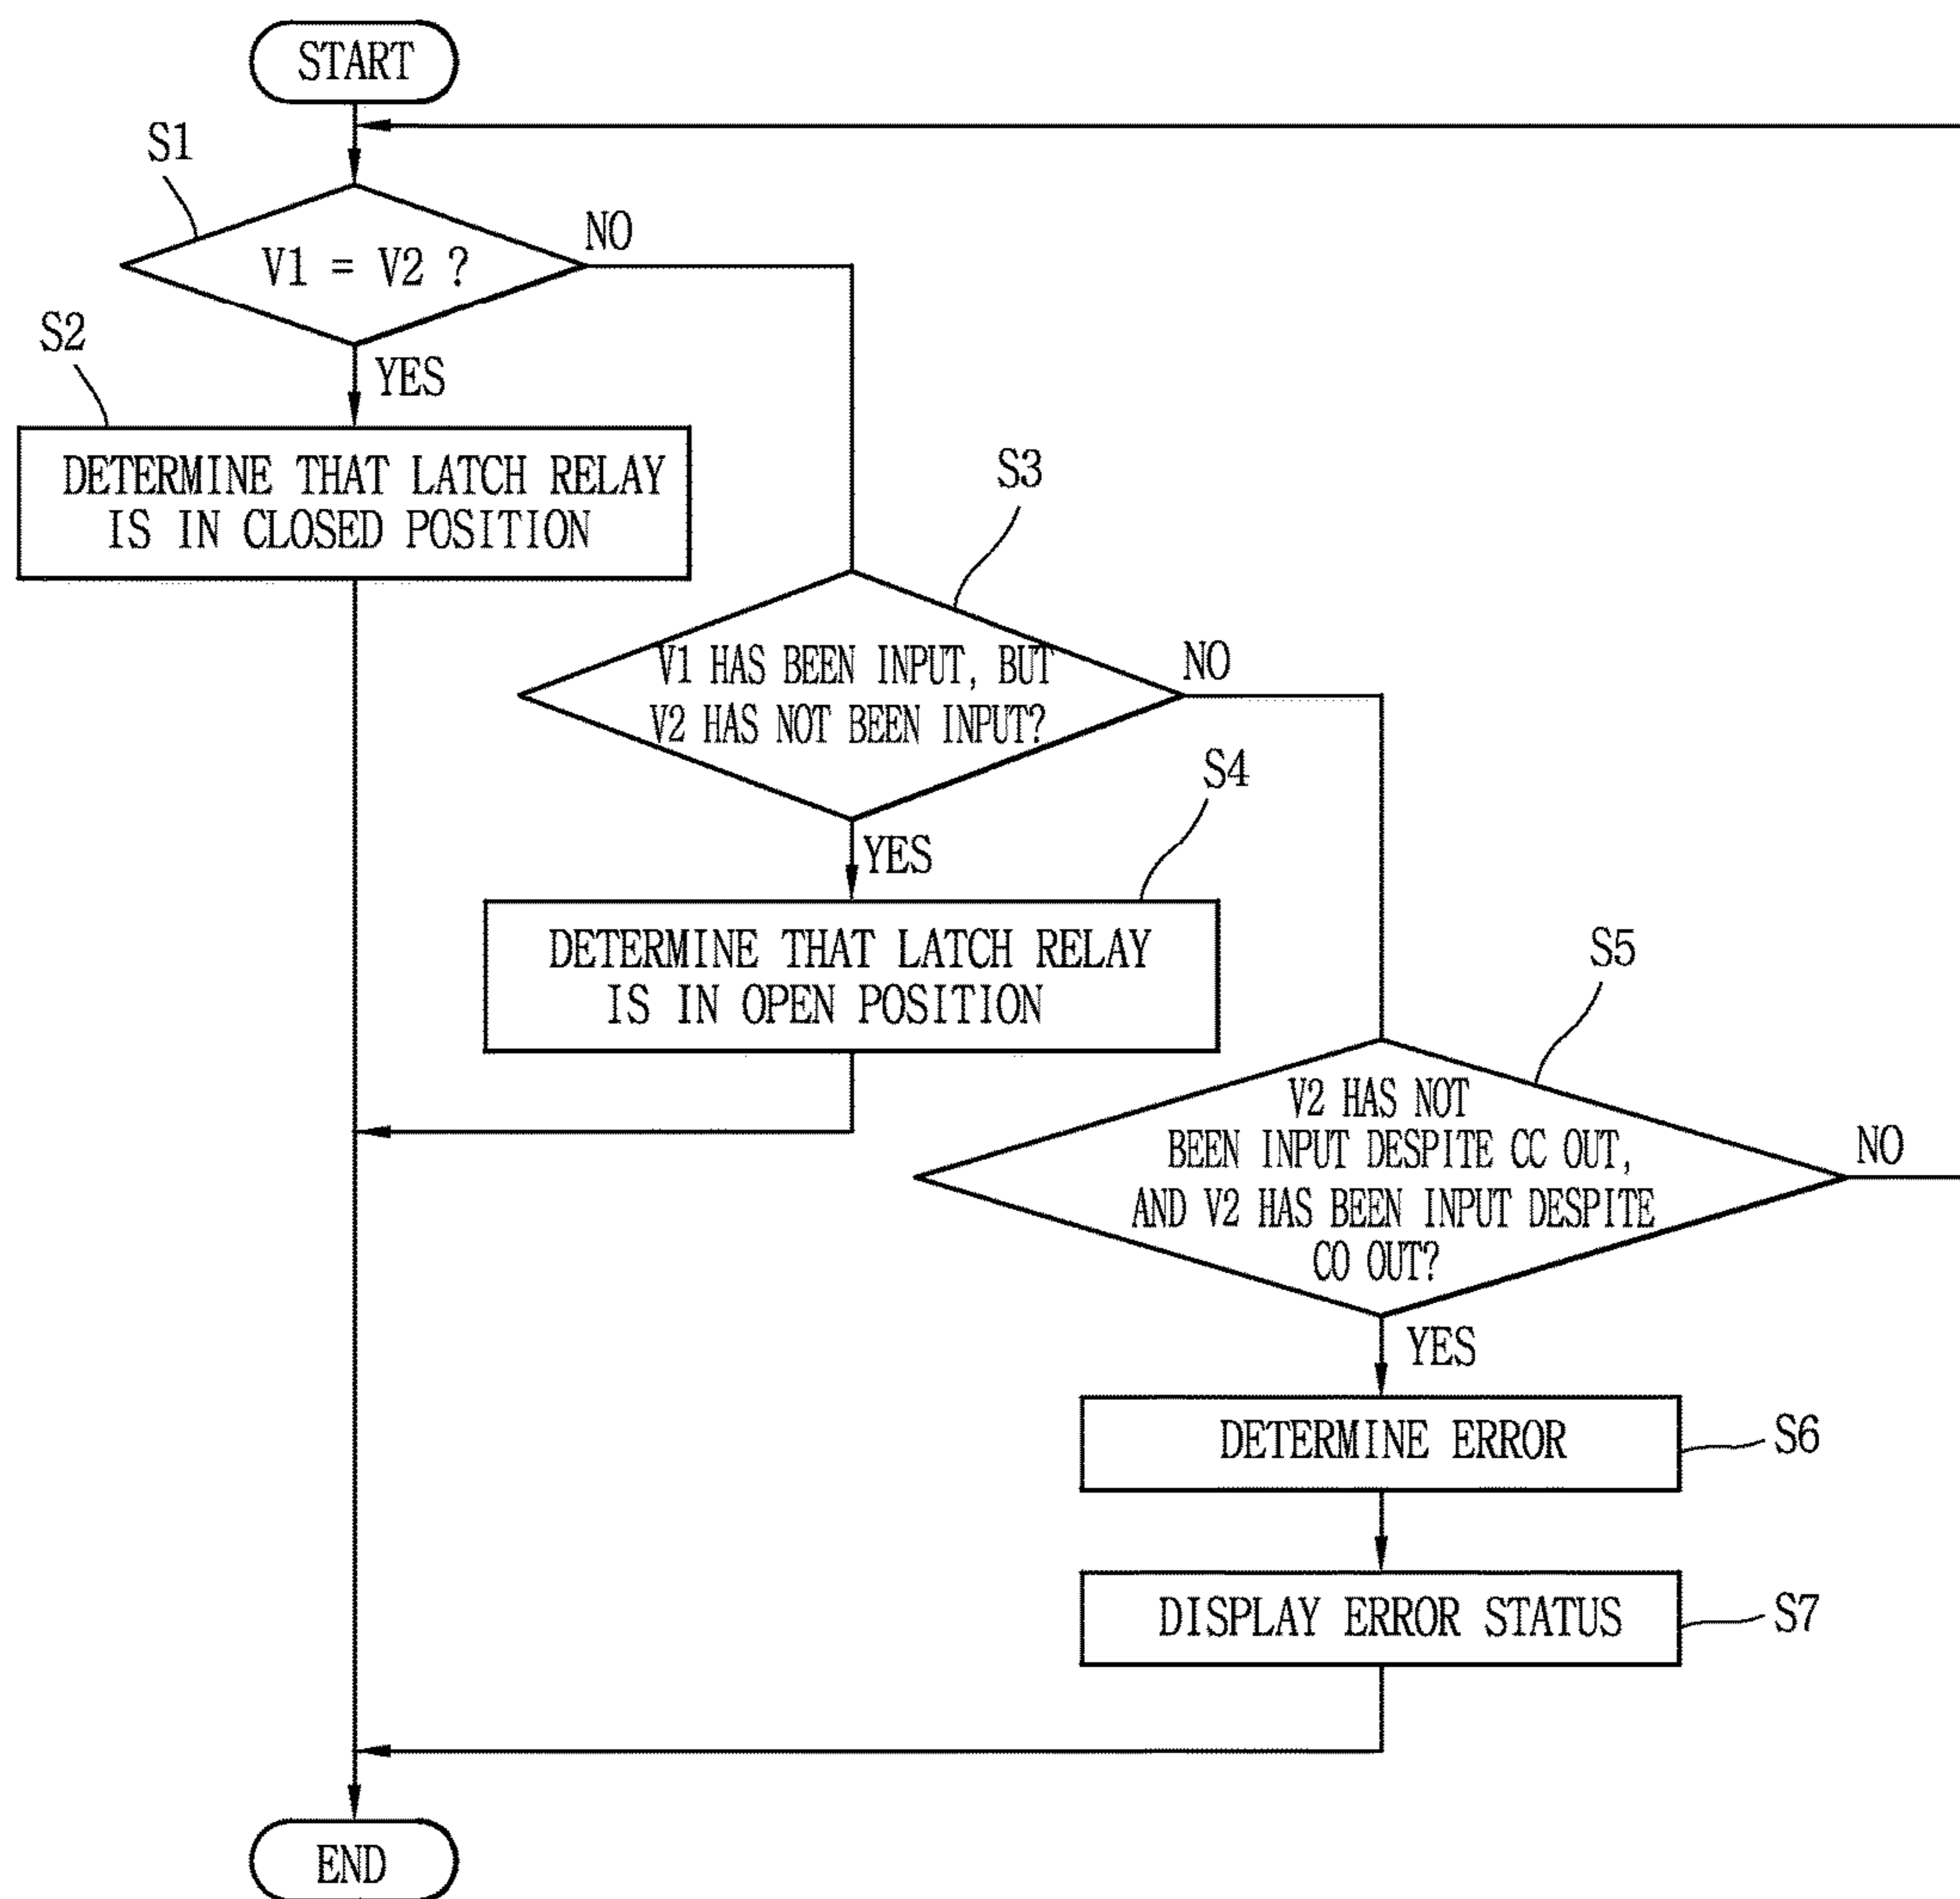 START
S1
V1 = V2 ?
NO
YES
S2
DETERMINE THAT LATCH RELAY
IS IN CLOSED POSITION
S3
V1 HAS BEEN INPUT, BUT
V2 HAS NOT BEEN INPUT?
NO
YES
S4
DETERMINE THAT LATCH RELAY
IS IN OPEN POSITION
S5
V2 HAS NOT
BEEN INPUT DESPITE CC OUT,
AND V2 HAS BEEN INPUT DESPITE
CO OUT?
NO
YES
DETERMINE ERROR
S6
DISPLAY ERROR STATUS
S7
END